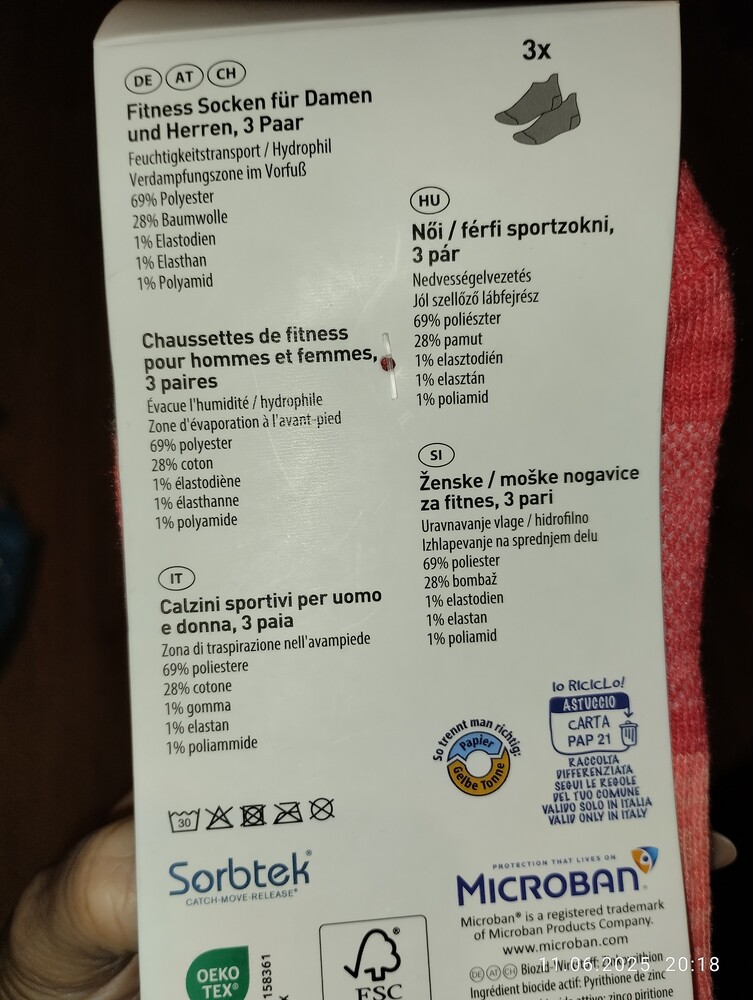 3x
DE AT CH
Fitness Socken für Damen
und Herren, 3 Paar
Feuchtigkeitstransport / Hydrophil
Verdampfungszone im Vorfuß
69% Polyester
28% Baumwolle
1% Elastodien
1% Elasthan
1% Polyamid
Chaussettes de fitness
pour hommes et femmes,
3 paires
Évacue l'humidité / hydrophile
Zone d'évaporation à l'avant-pied
69% polyester
28% coton
1% élastodiène
1% élasthanne
1% polyamide
IT
Calzini sportivi per uomo
e donna, 3 paia
Zona di traspirazione nell'avampiede
69% poliestere
28% cotone
1% gomma
1% elastan
1% poliammide
HU
Női / férfi sportzokni,
3 pár
Nedvességelvezetés
Jól szellőző lábfejrész
69% poliészter
28% pamut
1% elasztodién
1% elasztán
1% poliamid
SI
Ženske / moške nogavice
za fitnes, 3 pari
Uravnavanje vlage / hidrofilno
Izhlapevanje na sprednjem delu
69% poliester
28% bombaž
1% elastodien
1% elastan
1% poliamid
So trennt man richtig:
Papier
Gelbe Tonne
Io RICICLO!
ASTUCCIO
CARTA
PAP 21
RACCOLTA
DIFFERENZIATA
SEGUI LE REGOLE
DEL TUO COMUNE
VALIDO SOLO IN ITALIA
VALID ONLY IN ITALY
30
Sorbtek®
CATCH-MOVE-RELEASE®
PROTECTION THAT LIVES ON
MICROBAN®
Microban® is a registered trademark
of Microban Products Company.
www.microban.com
DE AT CH Biozid-Wirkstoff:
Ingrédient biocide actif: Pyrithione de zinc
attivo: zinco piritione
OEKO
TEX®
158361
FSC
11.06.2025 20:18